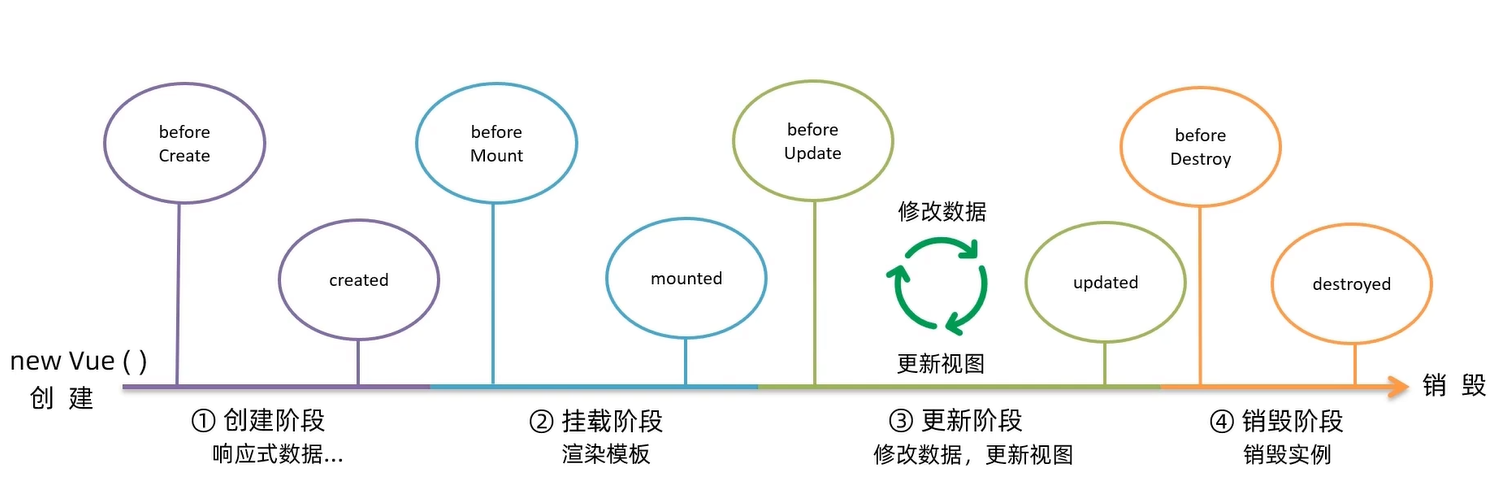 before
Create
before
Mount
before
Update
before
Destroy
修改数据
created
mounted
updated
destroyed
new Vue ( )
创 建
更新视图
销 毁
① 创建阶段
② 挂载阶段
③ 更新阶段
④ 销毁阶段
响应式数据...
渲染模板
修改数据，更新视图
销毁实例